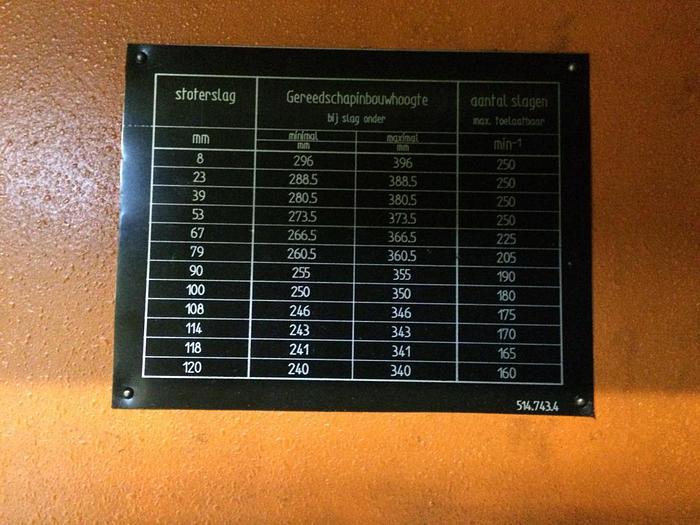 stoterslag Gereedschapinbouwhoogte aantal slagen
bij slag onder max. toelaatbaar
mm minimal mm maximal mm min-1
8 296 396 250
23 288.5 388.5 250
39 280.5 380.5 250
53 273.5 373.5 250
67 266.5 366.5 225
79 260.5 360.5 205
90 255 355 190
100 250 350 180
108 246 346 175
114 243 343 170
118 241 341 165
120 240 340 160
514.743.4